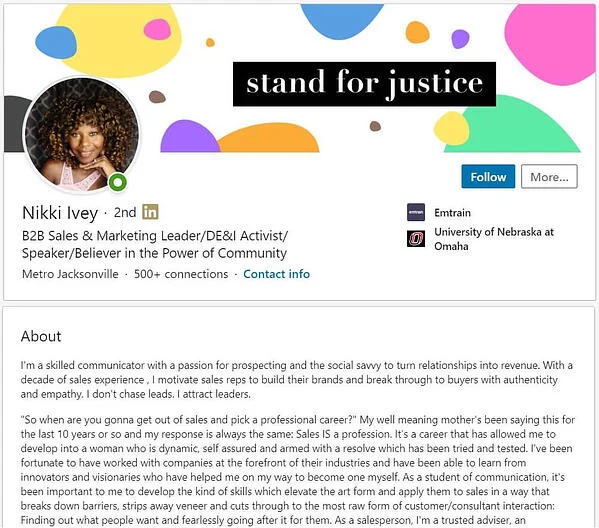 stand for justice
Follow
More...
Nikki Ivey · 2nd in
B2B Sales & Marketing Leader/DE&I Activist/
Speaker/Believer in the Power of Community
Metro Jacksonville · 500+ connections · Contact info
emtrain
Emtrain
University of Nebraska at
Omaha
About
I'm a skilled communicator with a passion for prospecting and the social savvy to turn relationships into revenue. With a
decade of sales experience , I motivate sales reps to build their brands and break through to buyers with authenticity
and empathy. I don't chase leads. I attract leaders.
"So when are you gonna get out of sales and pick a professional career?" My well meaning mother's been saying this for
the last 10 years or so and my response is always the same: Sales IS a profession. It's a career that has allowed me to
develop into a woman who is dynamic, self assured and armed with a resolve which has been tried and tested. I've been
fortunate to have worked with companies at the forefront of their industries and have been able to learn from
innovators and visionaries who have helped me on my way to become one myself. As a student of communication, it's
been important to me to develop the kind of skills which elevate the art form and apply them to sales in a way that
breaks down barriers, strips away veneer and cuts through to the most raw form of customer/consultant interaction:
Finding out what people want and fearlessly going after it for them. As a salesperson, I'm a trusted adviser, an